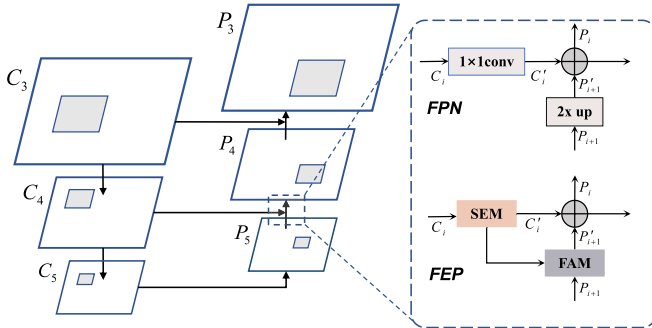 C₃
C₄
C₅
P₃
P₄
P₅
Pᵢ
1×1conv
Cᵢ
C′ᵢ
P′ᵢ₊₁
FPN
2x up
Pᵢ₊₁
Pᵢ
SEM
Cᵢ
C′ᵢ
P′ᵢ₊₁
FEP
FAM
Pᵢ₊₁